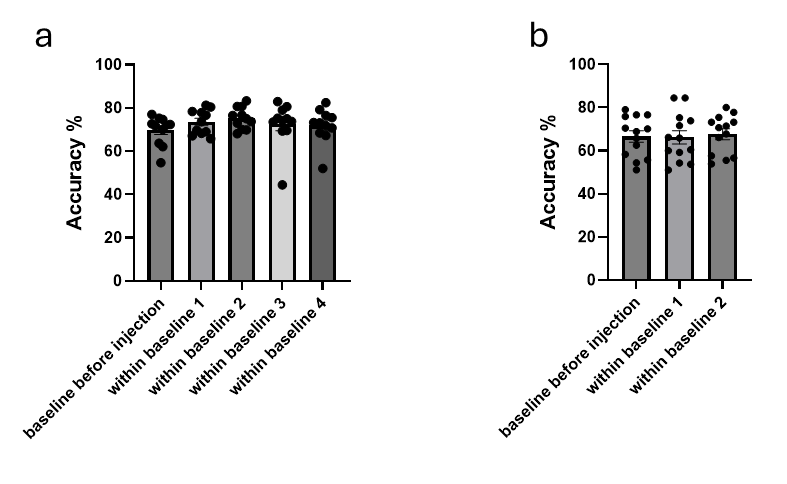 a
100
80
60
40
20
0
Accuracy %
baseline before injection
within baseline 1
within baseline 2
within baseline 3
within baseline 4
b
100
80
60
40
20
0
Accuracy %
baseline before injection
within baseline 1
within baseline 2